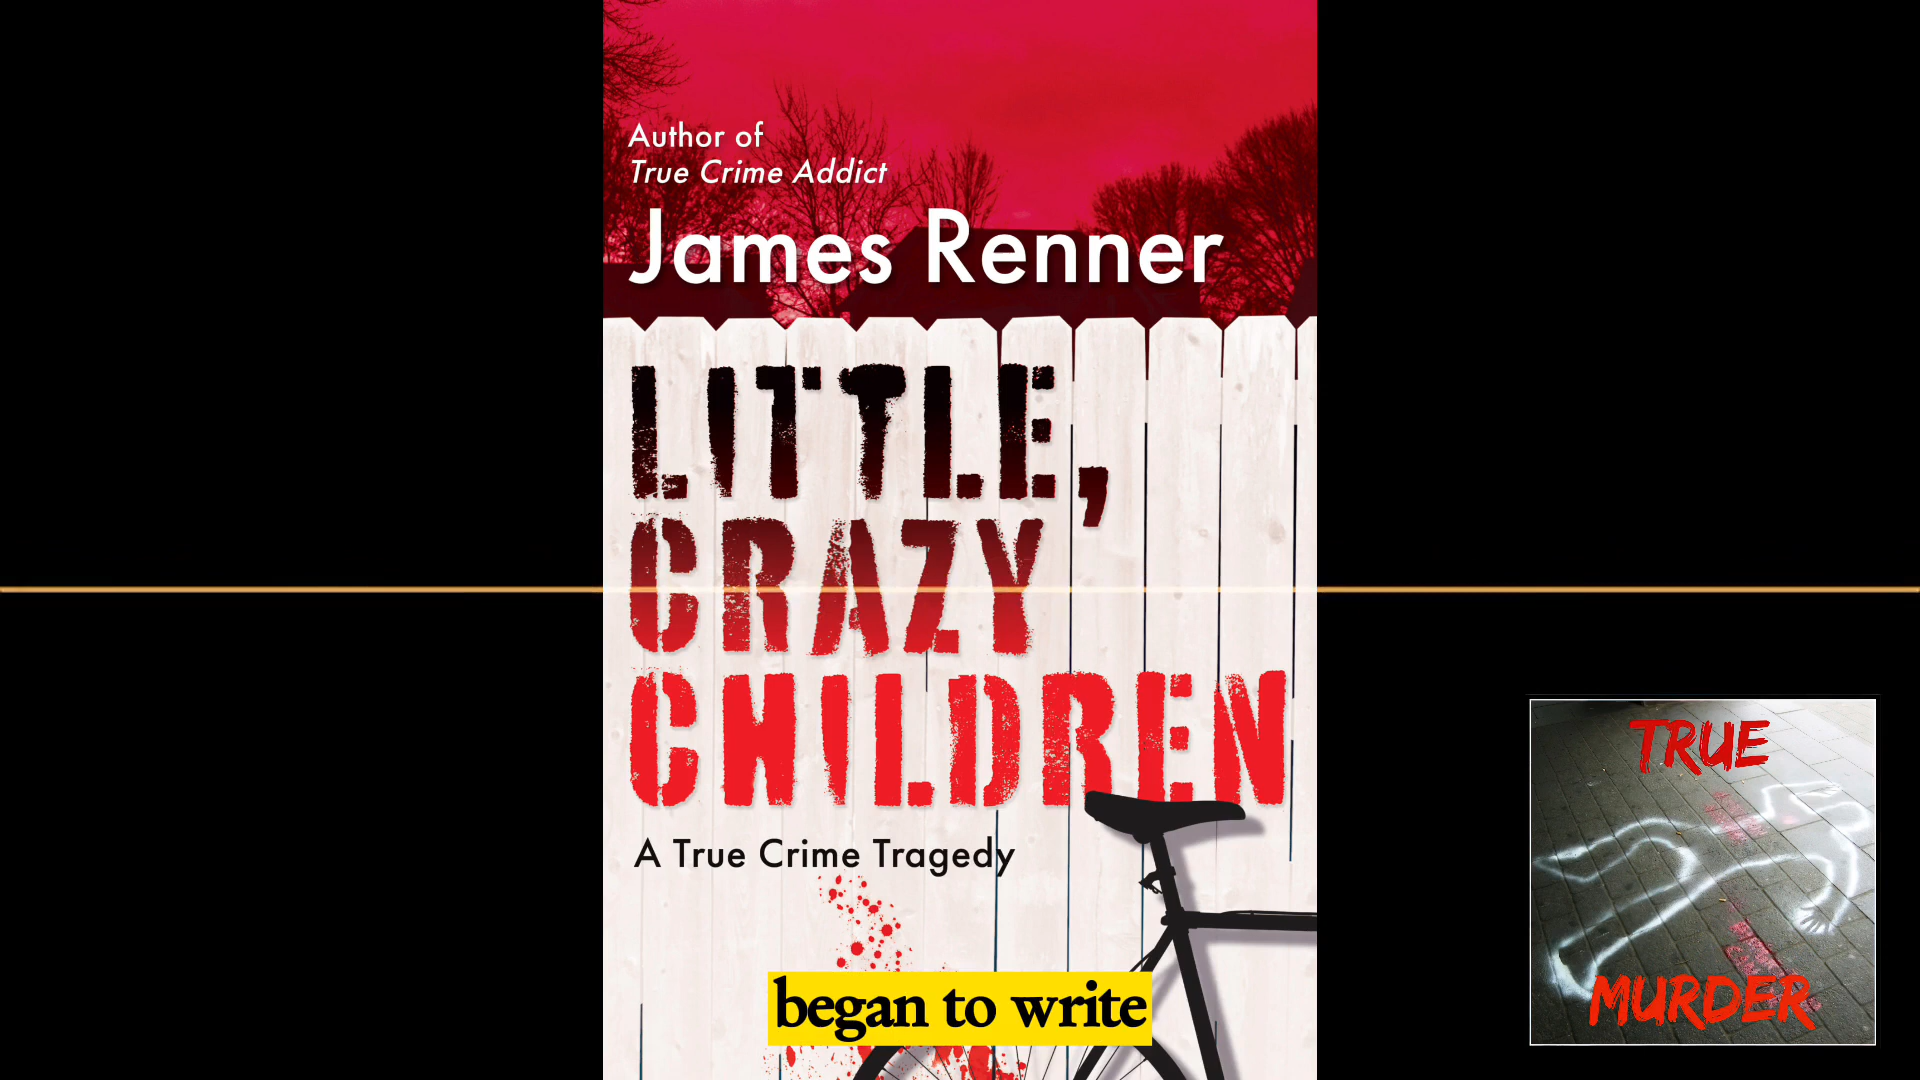 Author of
True Crime Addict
James Renner
LITTLE,
CRAZY
CHILDREN
A True Crime Tragedy
began to write
TRUE
MURDER